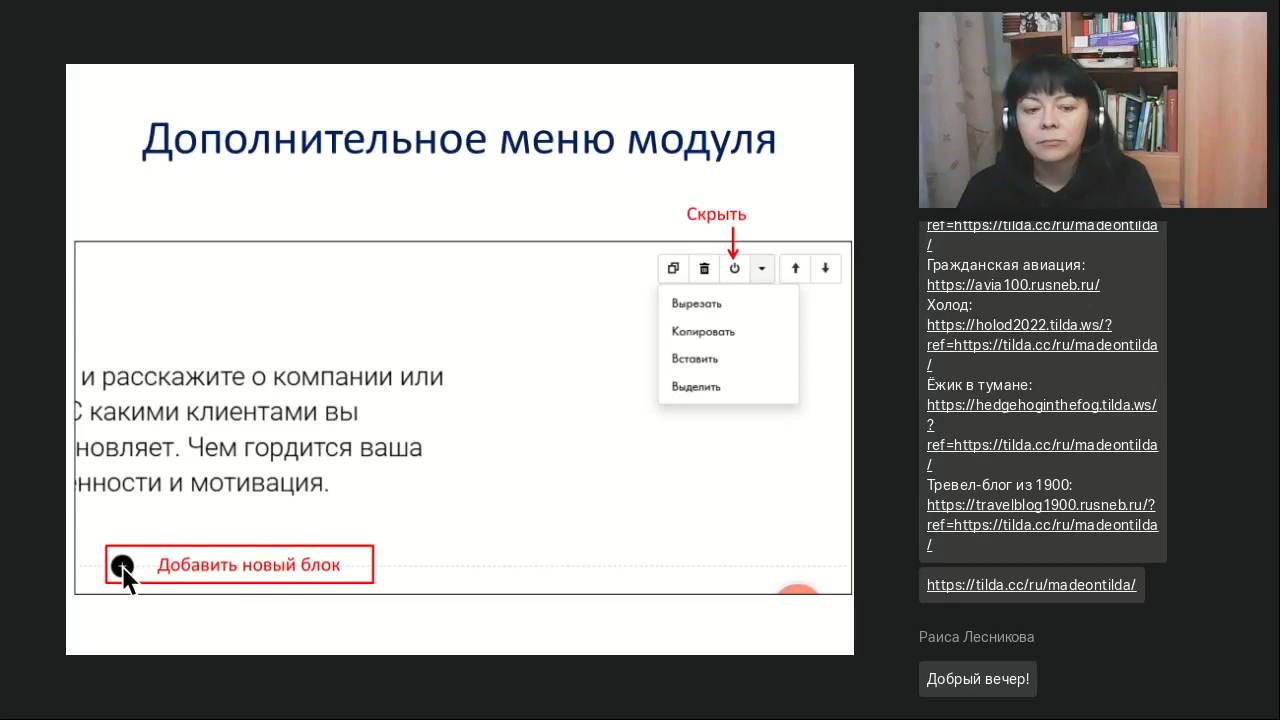 Дополнительное меню модуля
Скрыть
Вырезать
Копировать
Вставить
Выделить
и расскажите о компании или
С какими клиентами вы
новляет. Чем гордится ваша
нности и мотивация.
Добавить новый блок
ref=https://tilda.cc/ru/madeontilda
/
Гражданская авиация:
https://avia100.rusneb.ru/
Холод:
https://holod2022.tilda.ws/?
ref=https://tilda.cc/ru/madeontilda
/
Ёжик в тумане:
https://hedgehoginthefog.tilda.ws/
?
ref=https://tilda.cc/ru/madeontilda
/
Тревел-блог из 1900:
https://travelblog1900.rusneb.ru/?
ref=https://tilda.cc/ru/madeontilda
/
https://tilda.cc/ru/madeontilda/
Раиса Лесникова
Добрый вечер!